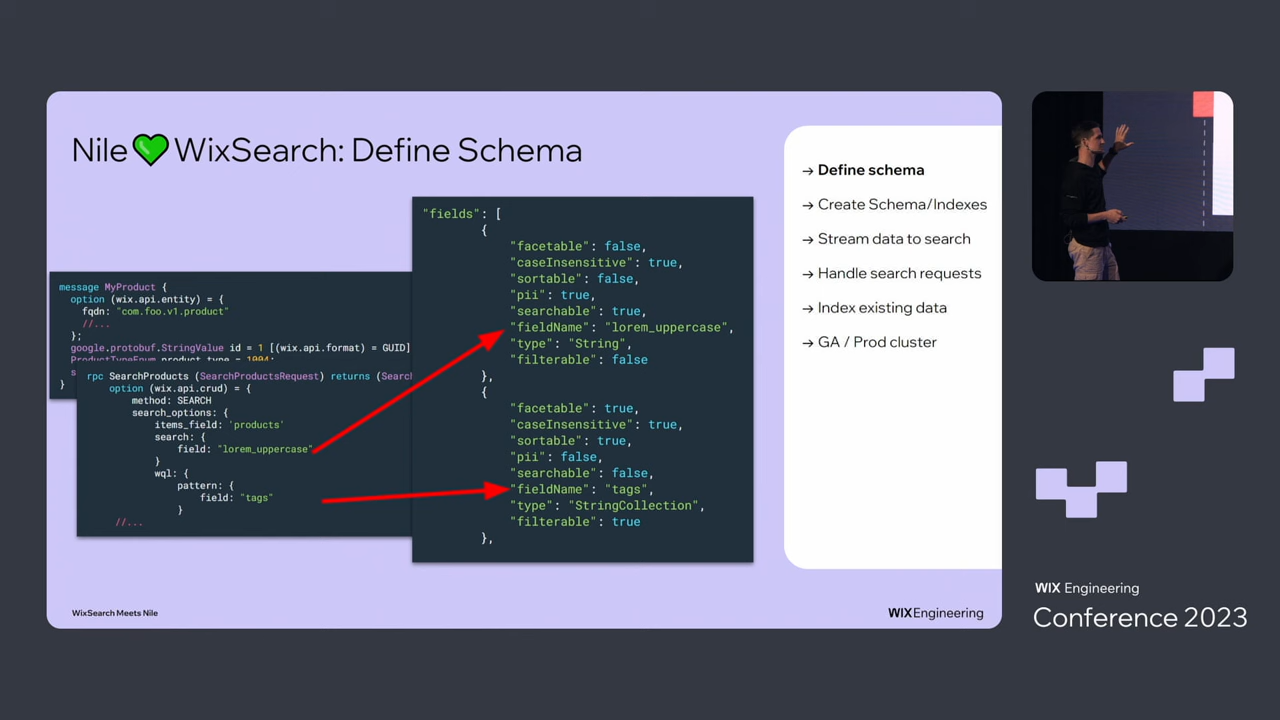 Nile💚WixSearch: Define Schema
message MyProduct {
option (wix.api.entity) = {
fqdn: "com.foo.v1.product"
//...
};
google.protobuf.StringValue id = 1 [(wix.api.format) = GUID]
ProductTypeEnum product_type = 1004;
s
}
rpc SearchProducts (SearchProductsRequest) returns (Search
option (wix.api.crud) = {
method: SEARCH
search_options: {
items_field: 'products'
search: {
field: "lorem_uppercase"
}
wql: {
pattern: {
field: "tags"
}
//...
"fields": [
{
"facetable": false,
"caseInsensitive": true,
"sortable": false,
"pii": true,
"searchable": true,
"fieldName": "lorem_uppercase",
"type": "String",
"filterable": false
},
{
"facetable": true,
"caseInsensitive": true,
"sortable": true,
"pii": false,
"searchable": false,
"fieldName": "tags",
"type": "StringCollection",
"filterable": true
},
→ Define schema
→ Create Schema/Indexes
→ Stream data to search
→ Handle search requests
→ Index existing data
→ GA / Prod cluster
WixSearch Meets Nile
WIXEngineering
WIX Engineering
Conference 2023